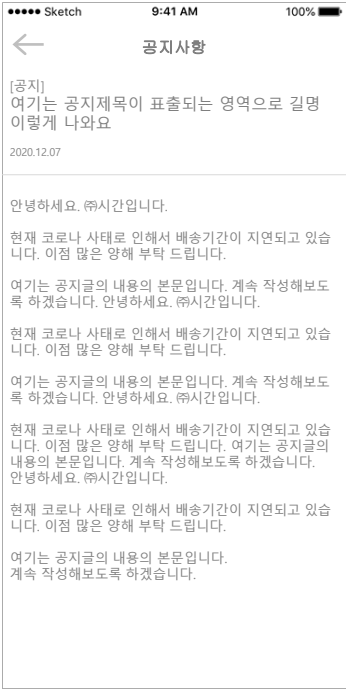 ●●●●● Sketch 9:41 AM 100%
공지사항
[공지]
여기는 공지제목이 표출되는 영역으로 길명
이렇게 나와요
2020.12.07
안녕하세요. ㈜시간입니다.
현재 코로나 사태로 인해서 배송기간이 지연되고 있습
니다. 이점 많은 양해 부탁 드립니다.
여기는 공지글의 내용의 본문입니다. 계속 작성해보도
록 하겠습니다. 안녕하세요. ㈜시간입니다.
현재 코로나 사태로 인해서 배송기간이 지연되고 있습
니다. 이점 많은 양해 부탁 드립니다.
여기는 공지글의 내용의 본문입니다. 계속 작성해보도
록 하겠습니다. 안녕하세요. ㈜시간입니다.
현재 코로나 사태로 인해서 배송기간이 지연되고 있습
니다. 이점 많은 양해 부탁 드립니다. 여기는 공지글의
내용의 본문입니다. 계속 작성해보도록 하겠습니다.
안녕하세요. ㈜시간입니다.
현재 코로나 사태로 인해서 배송기간이 지연되고 있습
니다. 이점 많은 양해 부탁 드립니다.
여기는 공지글의 내용의 본문입니다.
계속 작성해보도록 하겠습니다.